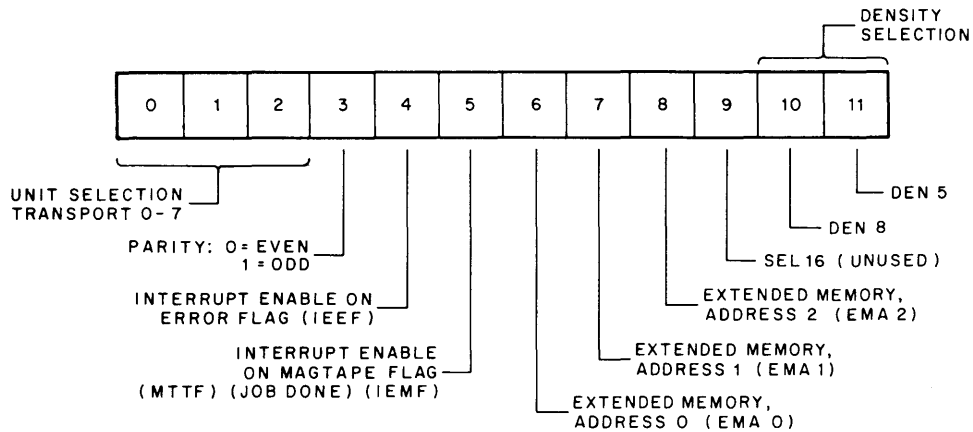 DENSITY
SELECTION
0 1 2 3 4 5 6 7 8 9 10 11
UNIT SELECTION
TRANSPORT 0-7
DEN 5
PARITY: 0=EVEN
1=ODD
DEN 8
SEL16 (UNUSED)
INTERRUPT ENABLE ON
ERROR FLAG (IEEF)
EXTENDED MEMORY,
ADDRESS 2 (EMA 2)
INTERRUPT ENABLE
ON MAGTAPE FLAG
(MTTF) (JOB DONE) (IEMF)
EXTENDED MEMORY,
ADDRESS 1 (EMA 1)
EXTENDED MEMORY,
ADDRESS 0 (EMA 0)